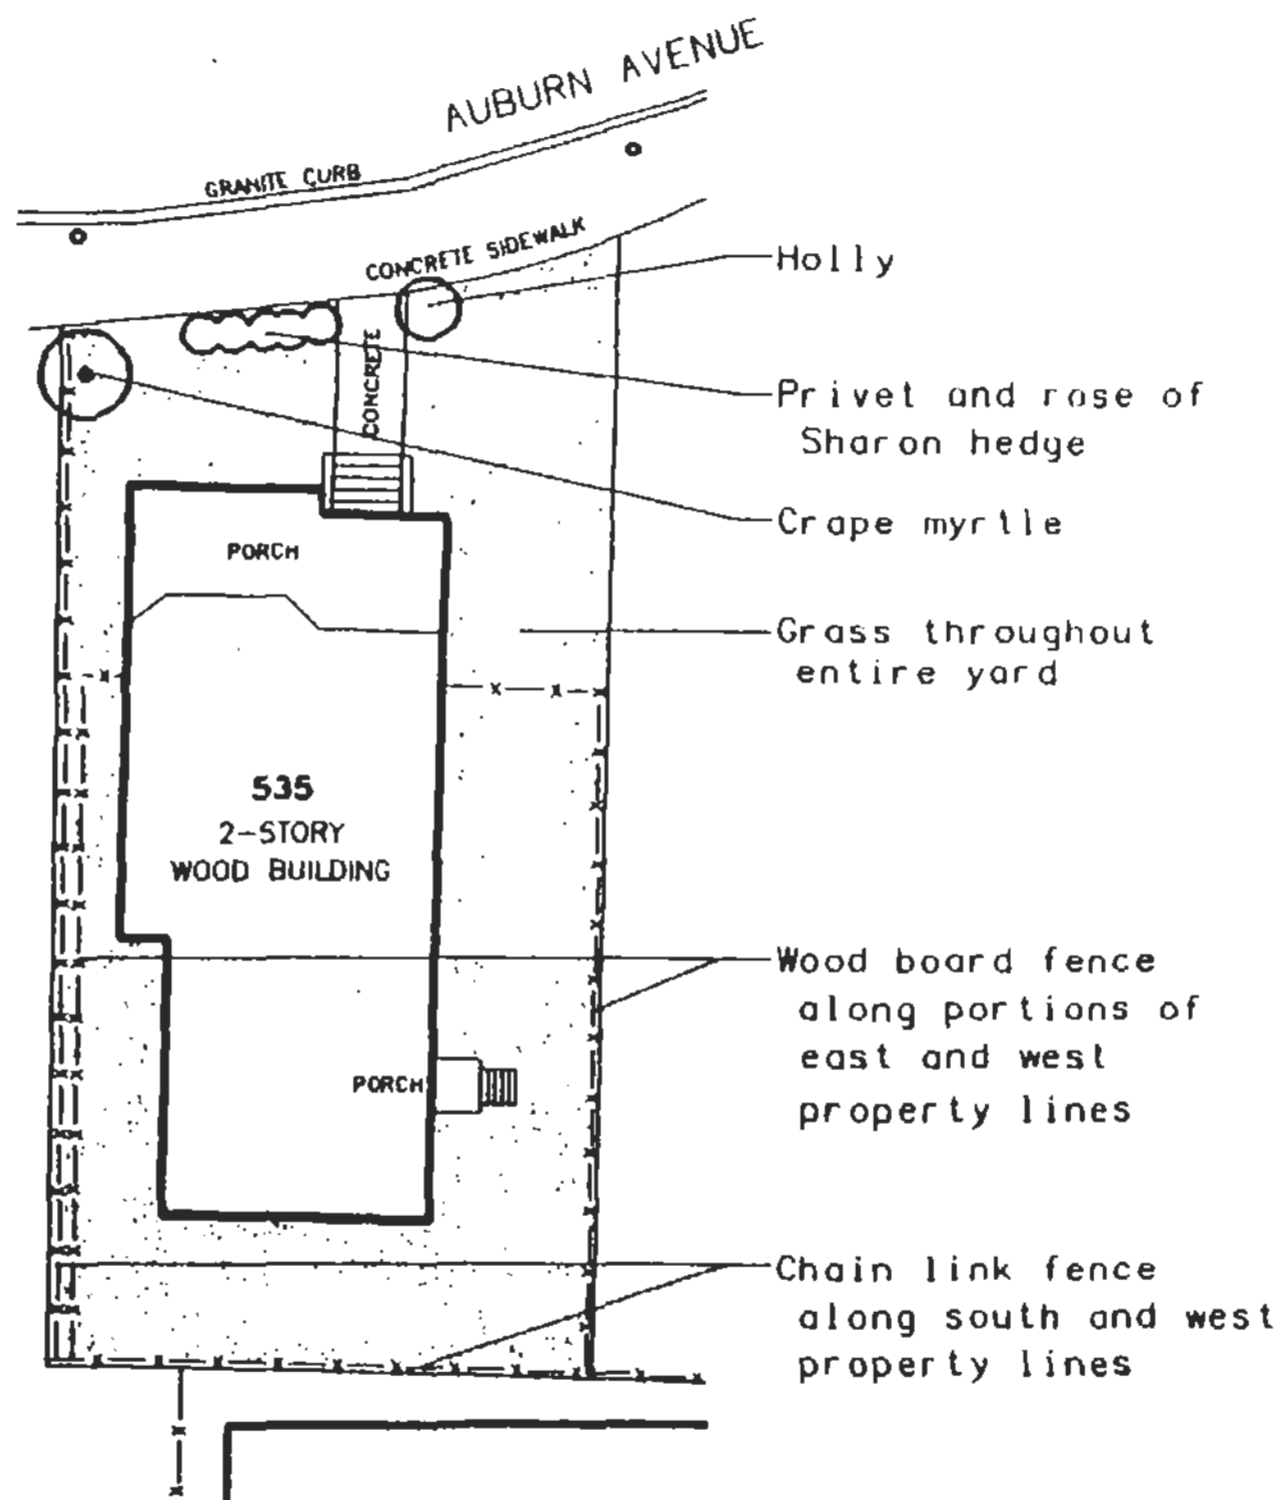 AUBURN AVENUE
GRANITE CURB
CONCRETE SIDEWALK
Holly
CONCRETE
Privet and rose of
Sharon hedge
Crape myrtle
PORCH
Grass throughout
entire yard
535
2-STORY
WOOD BUILDING
Wood board fence
along portions of
east and west
property lines
PORCH
Chain link fence
along south and west
property lines